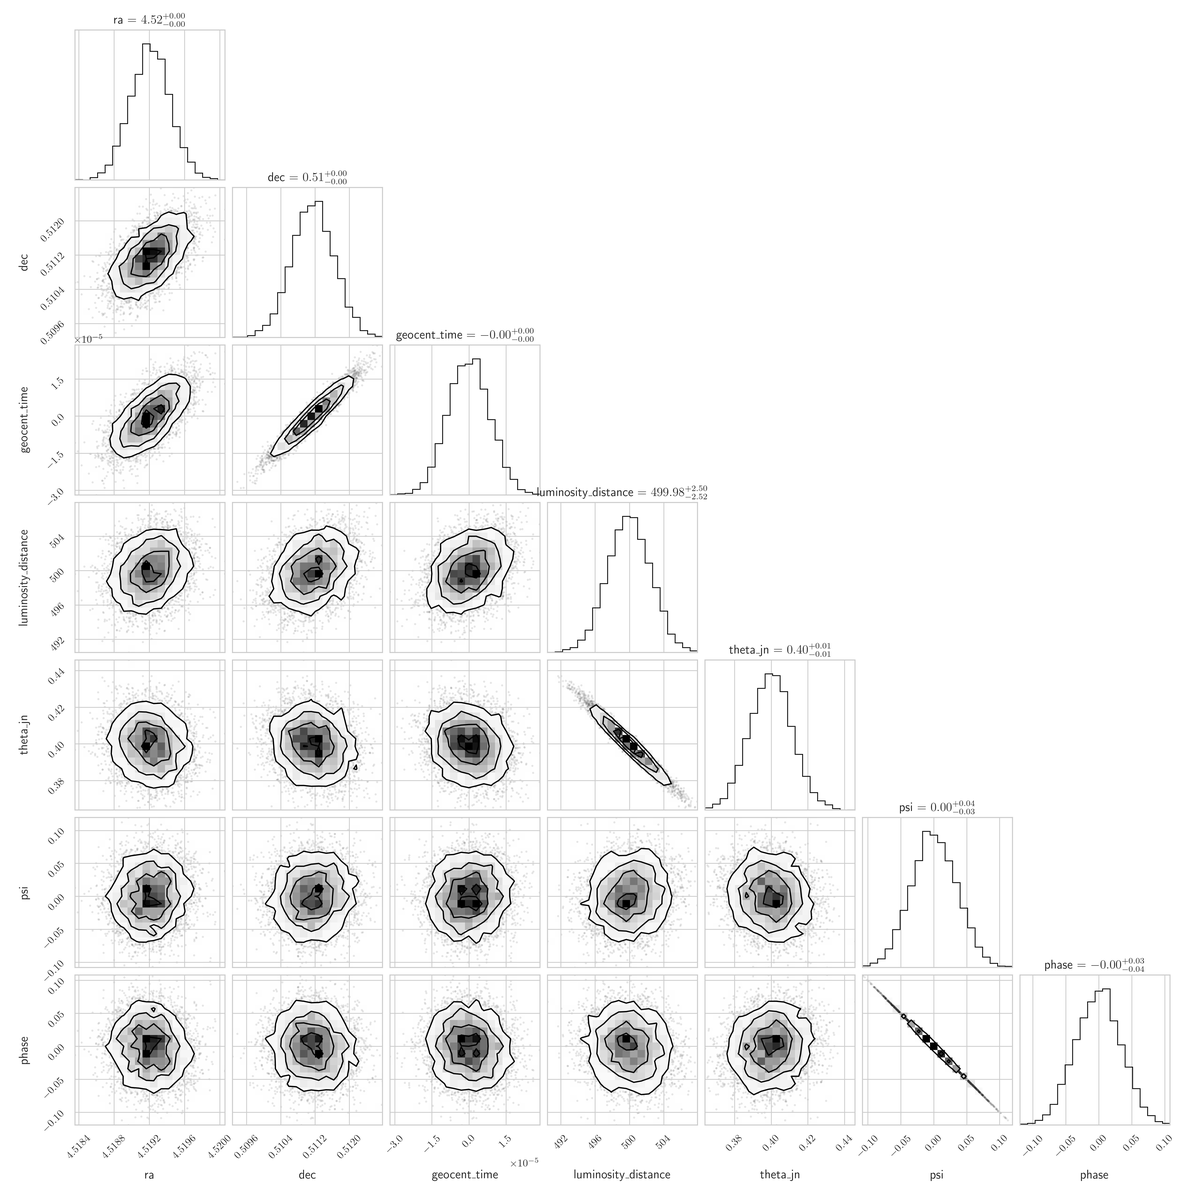 ra = 4.52+0.00−0.00
dec = 0.51+0.00−0.00
dec
0.5120
0.5112
0.5104
0.5096
×10−5
geocent_time = −0.00+0.00−0.00
geocent_time
1.5
0.0
−1.5
−3.0
luminosity_distance = 499.98+2.50−2.52
luminosity_distance
504
500
496
492
theta_jn = 0.40+0.01−0.01
theta_jn
0.44
0.42
0.40
0.38
psi = 0.00+0.04−0.03
psi
0.10
0.05
0.00
−0.05
−0.10
phase = −0.00+0.03−0.04
phase
0.10
0.05
0.00
−0.05
−0.10
4.5184 4.5188 4.5192 4.5196 4.5200
0.5096 0.5104 0.5112 0.5120
−3.0 −1.5 0.0 1.5
492 496 500 504
0.38 0.40 0.42 0.44
−0.10 −0.05 0.00 0.05 0.10
−0.10 −0.05 0.00 0.05 0.10
×10−5
ra dec geocent_time luminosity_distance theta_jn psi phase